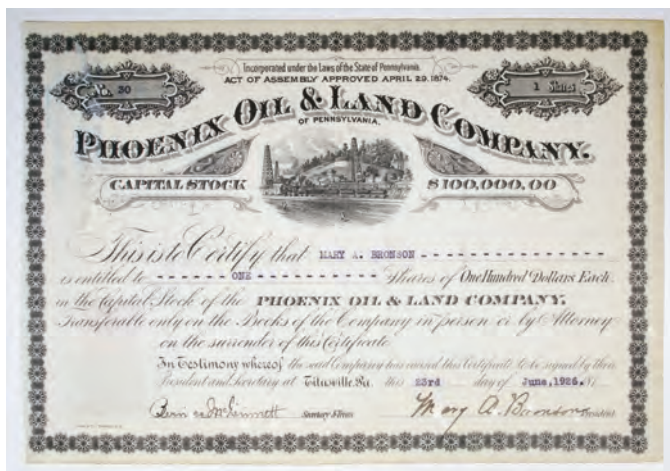 Incorporated under the Laws of the State of Pennsylvania.
ACT OF ASSEMBLY APPROVED APRIL 29. 1874.
No. 30
1 Shares
PHOENIX OIL & LAND COMPANY.
OF PENNSYLVANIA.
CAPITAL STOCK
$100,000,00
This is to Certify that MARY A. BRONSON
is entitled to ONE Shares of One Hundred Dollars Each
in the Capital Stock of the PHOENIX OIL & LAND COMPANY.
Transferable only on the Books of the Company in person or by Attorney
on the surrender of this Certificate
In Testimony whereof the said Company has caused this Certificate to be signed by their
President and Secretary at Titusville, Pa. this 23rd day of June, 1926.
Mary A. Bronson President